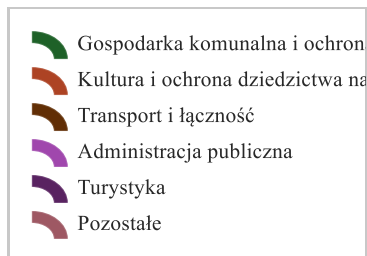 Gospodarka komunalna i ochron
Kultura i ochrona dziedzictwa na
Transport i łączność
Administracja publiczna
Turystyka
Pozostałe